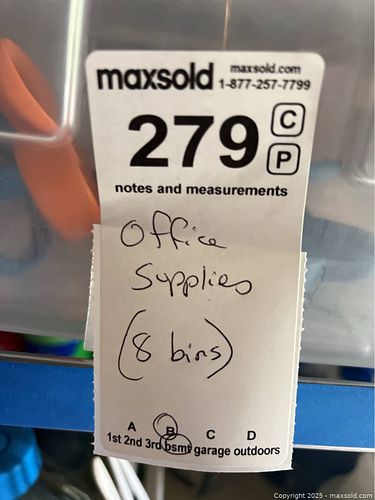 maxsold
maxsold.com
1-877-257-7799
279
C
P
notes and measurements
Office
Supplies
(8 bins)
A B C D
1st 2nd 3rd bsmt garage outdoors
Copyright © 2025 - maxsold.com